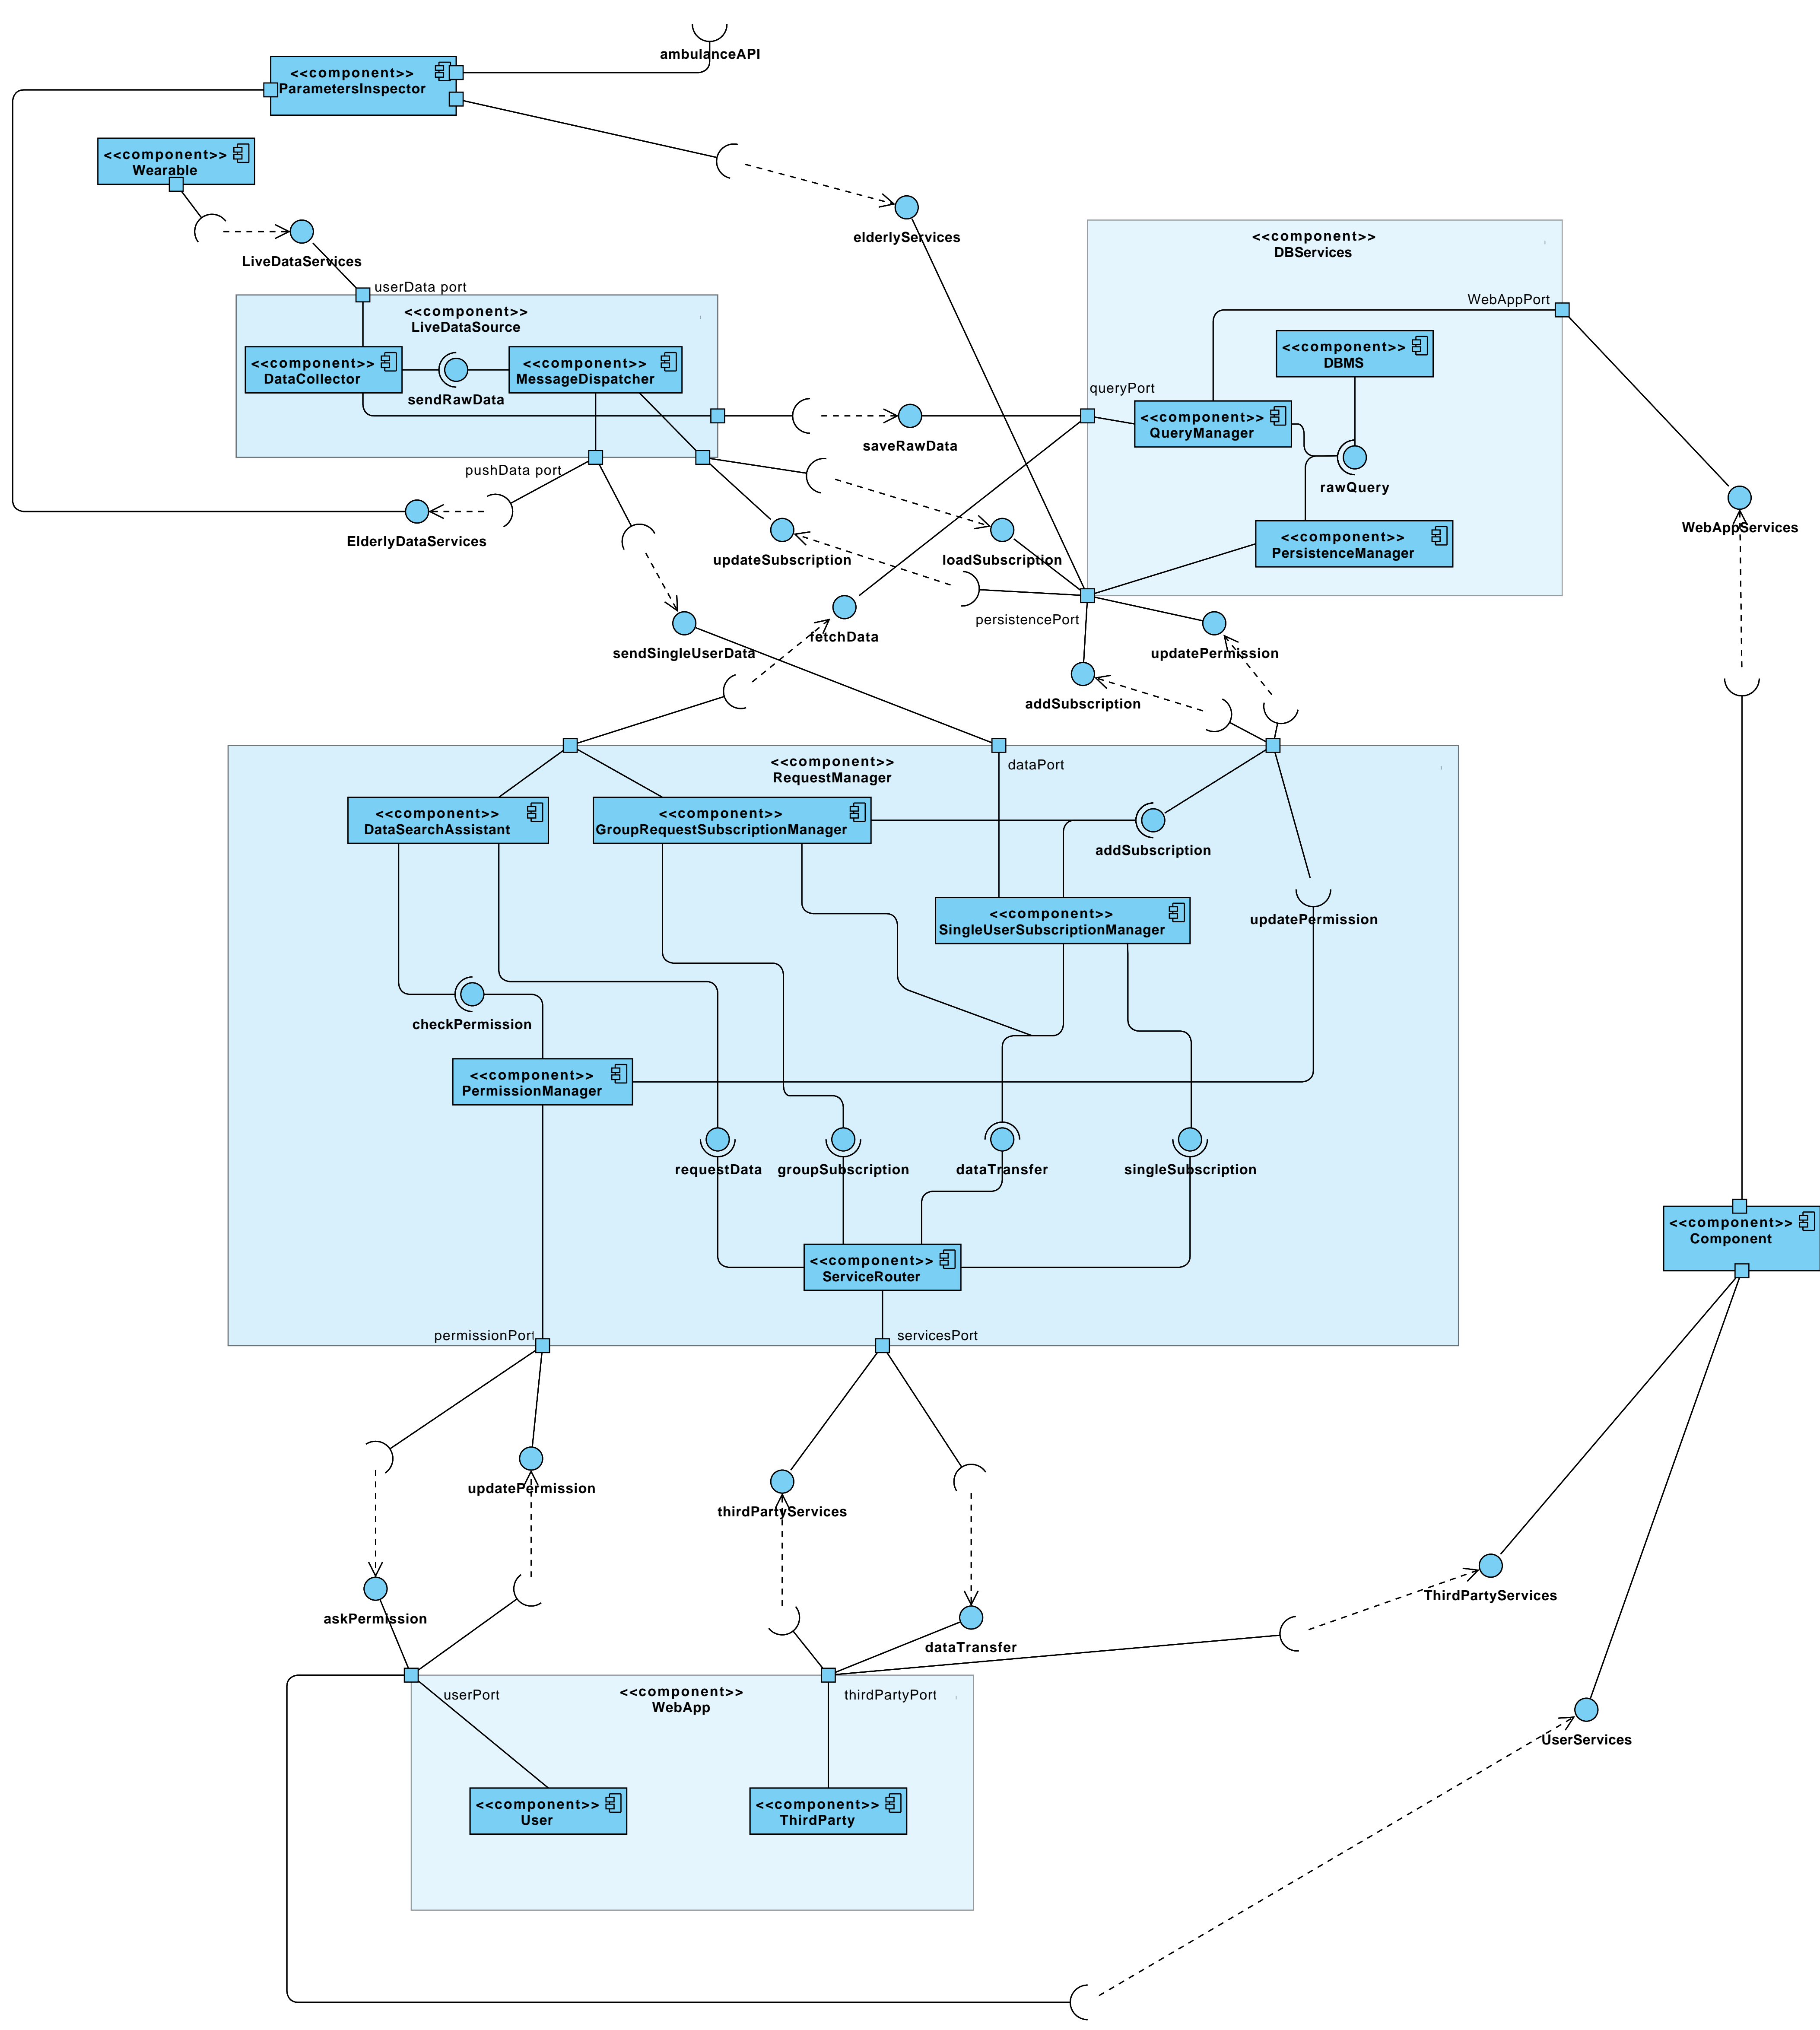 ambulanceAPI
<<component>>
ParametersInspector
<<component>>
Wearable
LiveDataServices
elderlyServices
<<component>>
DBServices
userData port
<<component>>
LiveDataSource
WebAppPort
<<component>>
DataCollector
sendRawData
<<component>>
MessageDispatcher
<<component>>
DBMS
queryPort
<<component>>
QueryManager
saveRawData
pushData port
rawQuery
ElderlyDataServices
WebAppServices
<<component>>
PersistenceManager
updateSubscription
loadSubscription
persistencePort
fetchData
sendSingleUserData
updatePermission
addSubscription
<<component>>
RequestManager
dataPort
<<component>>
DataSearchAssistant
<<component>>
GroupRequestSubscriptionManager
addSubscription
<<component>>
SingleUserSubscriptionManager
updatePermission
checkPermission
<<component>>
PermissionManager
requestData
groupSubscription
dataTransfer
singleSubscription
<<component>>
Component
<<component>>
ServiceRouter
permissionPort
servicesPort
updatePermission
thirdPartyServices
askPermission
dataTransfer
ThirdPartyServices
userPort
<<component>>
WebApp
thirdPartyPort
UserServices
<<component>>
User
<<component>>
ThirdParty